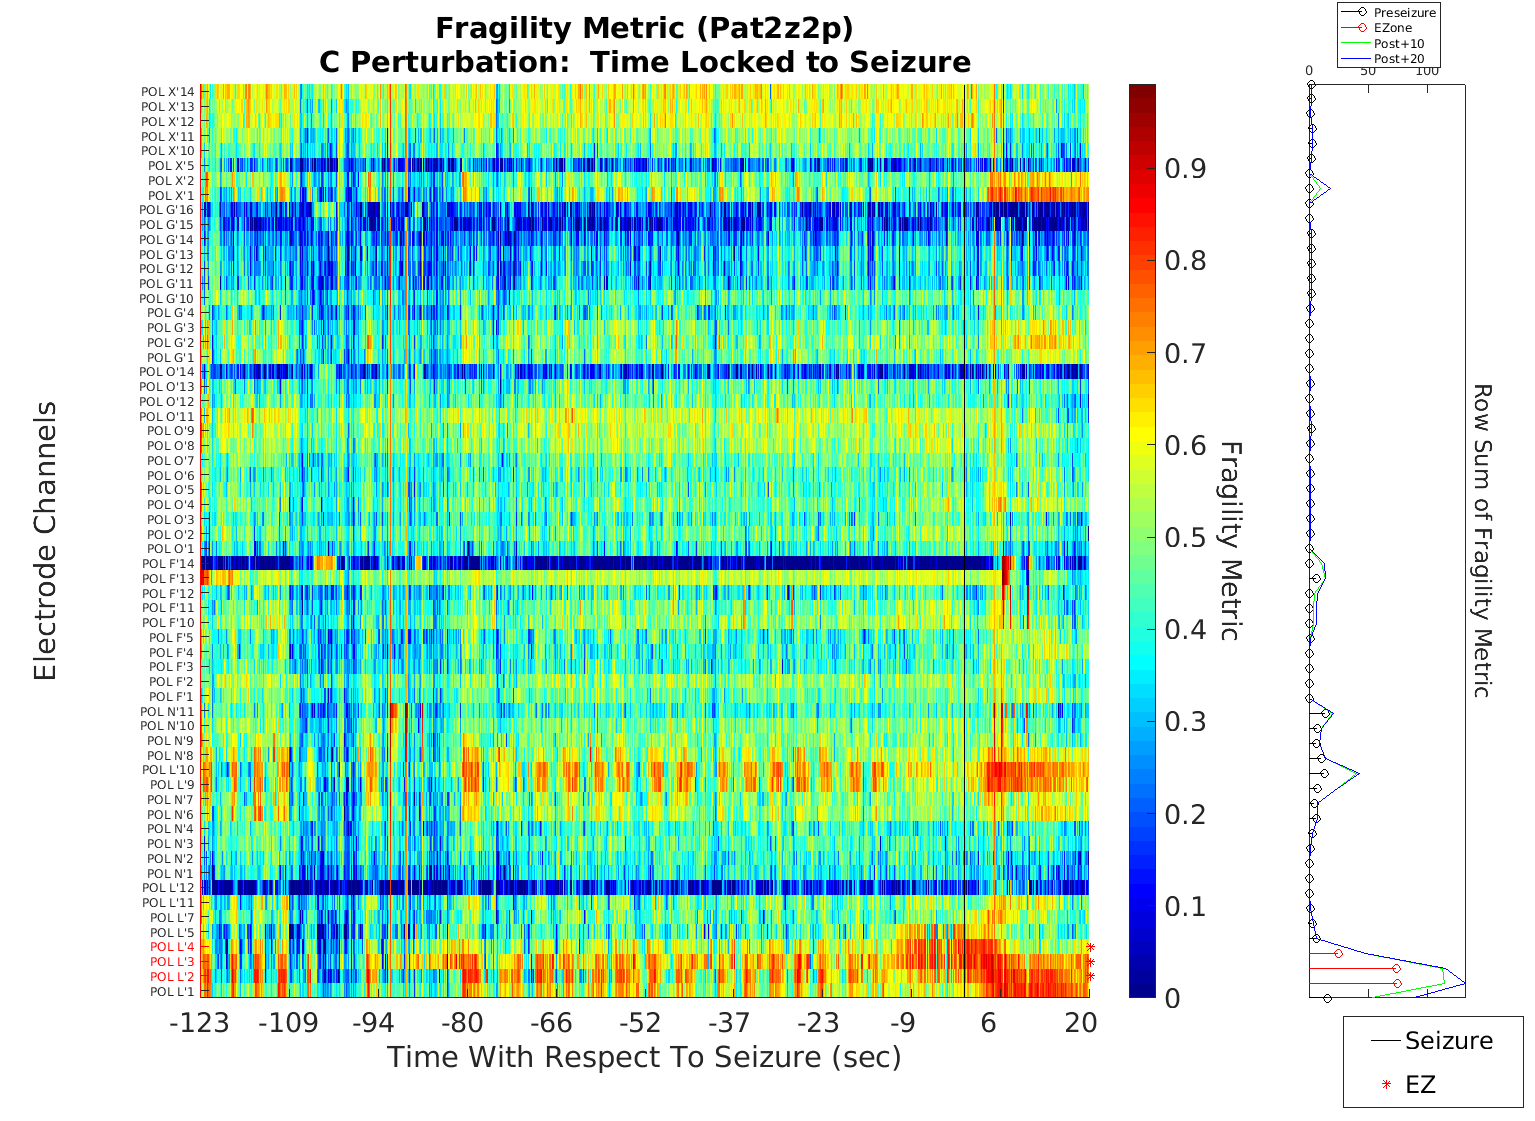 Fragility Metric (Pat2z2p)
C Perturbation:  Time Locked to Seizure
Electrode Channels
POL X'14
POL X'13
POL X'12
POL X'11
POL X'10
POL X'5
POL X'2
POL X'1
POL G'16
POL G'15
POL G'14
POL G'13
POL G'12
POL G'11
POL G'10
POL G'4
POL G'3
POL G'2
POL G'1
POL O'14
POL O'13
POL O'12
POL O'11
POL O'9
POL O'8
POL O'7
POL O'6
POL O'5
POL O'4
POL O'3
POL O'2
POL O'1
POL F'14
POL F'13
POL F'12
POL F'11
POL F'10
POL F'5
POL F'4
POL F'3
POL F'2
POL F'1
POL N'11
POL N'10
POL N'9
POL N'8
POL L'10
POL L'9
POL N'7
POL N'6
POL N'4
POL N'3
POL N'2
POL N'1
POL L'12
POL L'11
POL L'7
POL L'5
POL L'4
POL L'3
POL L'2
POL L'1
-123 -109 -94 -80 -66 -52 -37 -23 -9 6 20
Time With Respect To Seizure (sec)
0.9
0.8
0.7
0.6
0.5
0.4
0.3
0.2
0.1
0
Fragility Metric
Preseizure
EZone
Post+10
Post+20
0 50 100
Row Sum of Fragility Metric
Seizure
EZ